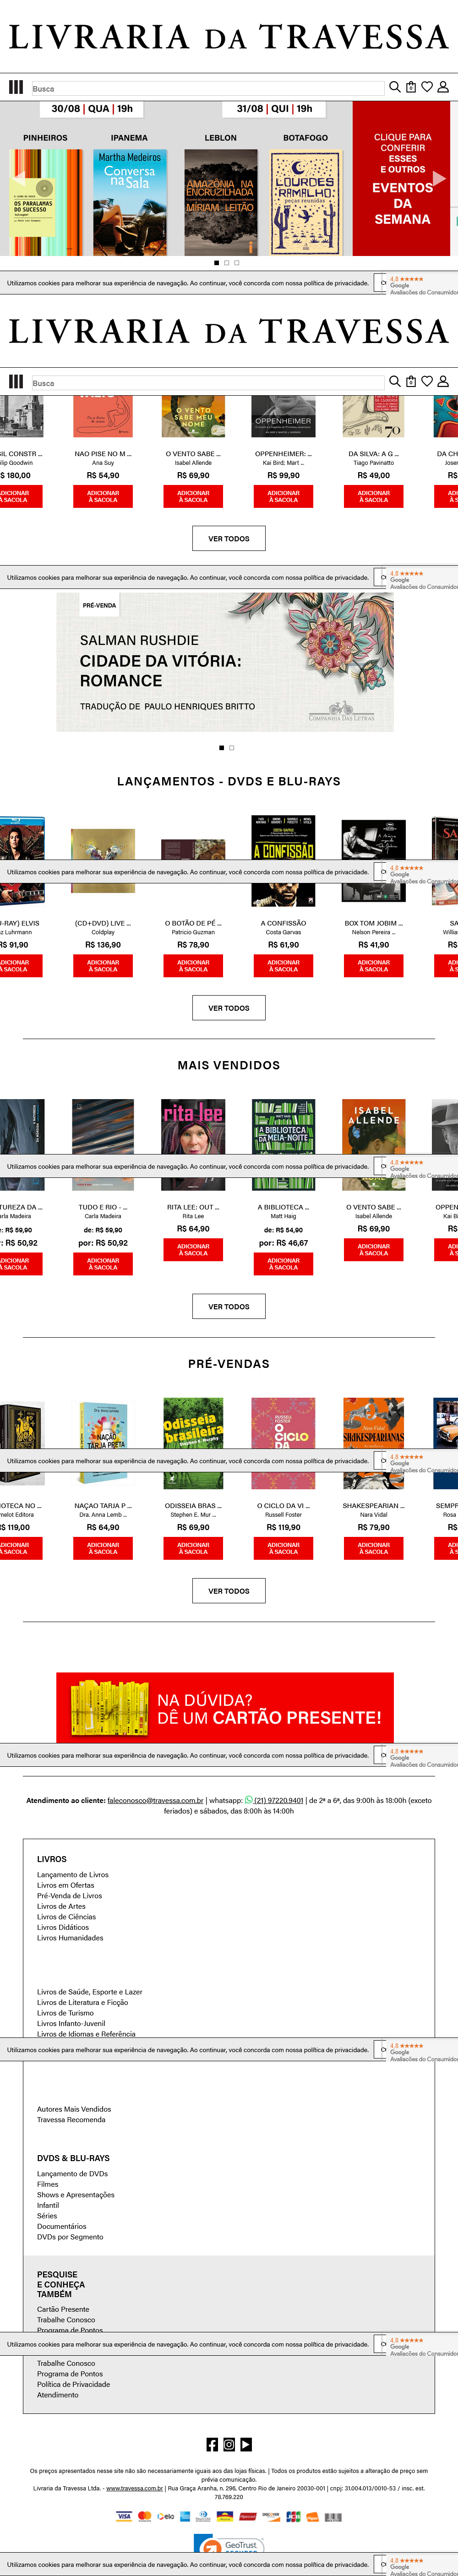 LIVRARIA DA TRAVESSA
Busca
30/08 | QUA | 19h
31/08 | QUI | 19h
PINHEIROS
IPANEMA
LEBLON
BOTAFOGO
OS PARALAMAS
DO SUCESSO
Martha Medeiros
Conversa
na Sala
AMAZÔNIA NA
ENCRUZILHADA
MÍRIAM LEITÃO
LOURDES
RAMALHO:
peças reunidas
CLIQUE PARA
CONFERIR
ESSES
E OUTROS
EVENTOS
DA
SEMANA
Utilizamos cookies para melhorar sua experiência de navegação. Ao continuar, você concorda com nossa política de privacidade.
4.8 ★★★★★
Google
Avaliações do Consumidor
LIVRARIA DA TRAVESSA
Busca
O VENTO
SABE MEU
NOME
OPPENHEIMER
70
SIL CONSTR ...
NAO PISE NO M ...
O VENTO SABE ...
OPPENHEIMER: ...
DA SILVA: A G ...
DA CH
ilip Goodwin
Ana Suy
Isabel Allende
Kai Bird; Mart ...
Tiago Pavinatto
$ 180,00
R$ 54,90
R$ 69,90
R$ 99,90
R$ 49,00
R$
ADICIONAR
À SACOLA
ADICIONAR
À SACOLA
ADICIONAR
À SACOLA
ADICIONAR
À SACOLA
VER TODOS
Utilizamos cookies para melhorar sua experiência de navegação. Ao continuar, você concorda com nossa política de privacidade.
4.8 ★★★★★
Google
Avaliações do Consumidor
PRÉ-VENDA
SALMAN RUSHDIE
CIDADE DA VITÓRIA:
ROMANCE
TRADUÇÃO DE PAULO HENRIQUES BRITTO
COMPANHIA DAS LETRAS
LANÇAMENTOS - DVDS E BLU-RAYS
A CONFISSÃO
Utilizamos cookies para melhorar sua experiência de navegação. Ao continuar, você concorda com nossa política de privacidade.
4.8 ★★★★★
Google
Avaliações do Consumidor
U-RAY) ELVIS
(CD+DVD) LIVE ...
O BOTÃO DE PÉ ...
A CONFISSÃO
BOX TOM JOBIM ...
SA
z Luhrmann
Coldplay
Patricio Guzman
Costa Garvas
Nelson Pereira ...
Willia
R$ 91,90
R$ 136,90
R$ 78,90
R$ 61,90
R$ 41,90
R$
ADICIONAR
À SACOLA
ADICIONAR
À SACOLA
ADICIONAR
À SACOLA
ADICIONAR
À SACOLA
VER TODOS
MAIS VENDIDOS
rita lee
A BIBLIOTECA
DA MEIA-NOITE
ISABEL
ALLENDE
Utilizamos cookies para melhorar sua experiência de navegação. Ao continuar, você concorda com nossa política de privacidade.
4.8 ★★★★★
Google
Avaliações do Consumidor
TUREZA DA ...
TUDO E RIO - ...
RITA LEE: OUT ...
A BIBLIOTECA ...
O VENTO SABE ...
OPPEN
arla Madeira
Carla Madeira
Rita Lee
Matt Haig
Isabel Allende
Kai Bi
e: R$ 59,90
de: R$ 59,90
R$ 64,90
de: R$ 54,90
R$ 69,90
R$
r: R$ 50,92
por: R$ 50,92
por: R$ 46,67
ADICIONAR
À SACOLA
ADICIONAR
À SACOLA
ADICIONAR
À SACOLA
ADICIONAR
À SACOLA
VER TODOS
PRÉ-VENDAS
NAÇÃO
TARJA PRETA
Odisseia
brasileira
RUSSELL
FOSTER
O CICLO
DA
SHAKESPEARIANAS
Utilizamos cookies para melhorar sua experiência de navegação. Ao continuar, você concorda com nossa política de privacidade.
4.8 ★★★★★
Google
Avaliações do Consumidor
IOTECA NO ...
NAÇAO TARJA P ...
ODISSEIA BRAS ...
O CICLO DA VI ...
SHAKESPEARIAN ...
SEMPR
melot Editora
Dra. Anna Lemb ...
Stephen E. Mur ...
Russell Foster
Nara Vidal
Rosa
R$ 119,00
R$ 64,90
R$ 69,90
R$ 119,90
R$ 79,90
R$
ADICIONAR
À SACOLA
ADICIONAR
À SACOLA
ADICIONAR
À SACOLA
ADICIONAR
À SACOLA
VER TODOS
NA DÚVIDA?
DÊ UM CARTÃO PRESENTE!
Utilizamos cookies para melhorar sua experiência de navegação. Ao continuar, você concorda com nossa política de privacidade.
4.8 ★★★★★
Google
Avaliações do Consumidor
Atendimento ao cliente: faleconosco@travessa.com.br | whatsapp: (21) 97220.9401 | de 2ª a 6ª, das 9:00h às 18:00h (exceto
feriados) e sábados, das 8:00h às 14:00h
LIVROS
Lançamento de Livros
Livros em Ofertas
Pré-Venda de Livros
Livros de Artes
Livros de Ciências
Livros Didáticos
Livros Humanidades
Livros de Saúde, Esporte e Lazer
Livros de Literatura e Ficção
Livros de Turismo
Livros Infanto-Juvenil
Livros de Idiomas e Referência
Utilizamos cookies para melhorar sua experiência de navegação. Ao continuar, você concorda com nossa política de privacidade.
4.8 ★★★★★
Google
Avaliações do Consumidor
Autores Mais Vendidos
Travessa Recomenda
DVDS & BLU-RAYS
Lançamento de DVDs
Filmes
Shows e Apresentações
Infantil
Séries
Documentários
DVDs por Segmento
PESQUISE
E CONHEÇA
TAMBÉM
Cartão Presente
Trabalhe Conosco
Programa de Pontos
Utilizamos cookies para melhorar sua experiência de navegação. Ao continuar, você concorda com nossa política de privacidade.
4.8 ★★★★★
Google
Avaliações do Consumidor
Trabalhe Conosco
Programa de Pontos
Política de Privacidade
Atendimento
Os preços apresentados nesse site não são necessariamente iguais aos das lojas físicas. | Todos os produtos estão sujeitos a alteração de preço sem
prévia comunicação.
Livraria da Travessa Ltda. - www.travessa.com.br | Rua Graça Aranha, n. 296, Centro Rio de Janeiro 20030-001 | cnpj: 31.004.013/0010-53 / insc. est.
78.769.220
VISA
elo
GeoTrust
Utilizamos cookies para melhorar sua experiência de navegação. Ao continuar, você concorda com nossa política de privacidade.
4.8 ★★★★★
Google
Avaliações do Consumidor